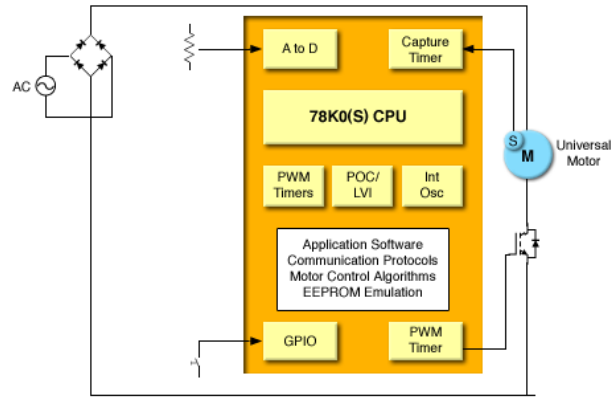 A to D
Capture
Timer
AC
78K0(S) CPU
S
M
Universal
Motor
PWM
Timers
POC/
LVI
Int
Osc
Application Software
Communication Protocols
Motor Control Algorithms
EEPROM Emulation
GPIO
PWM
Timer